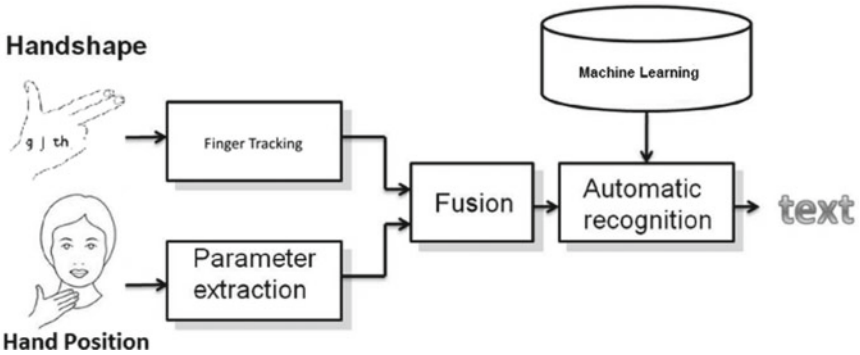 Handshape
g j th
Finger Tracking
Machine Learning
Fusion
Automatic
recognition
text
Parameter
extraction
Hand Position